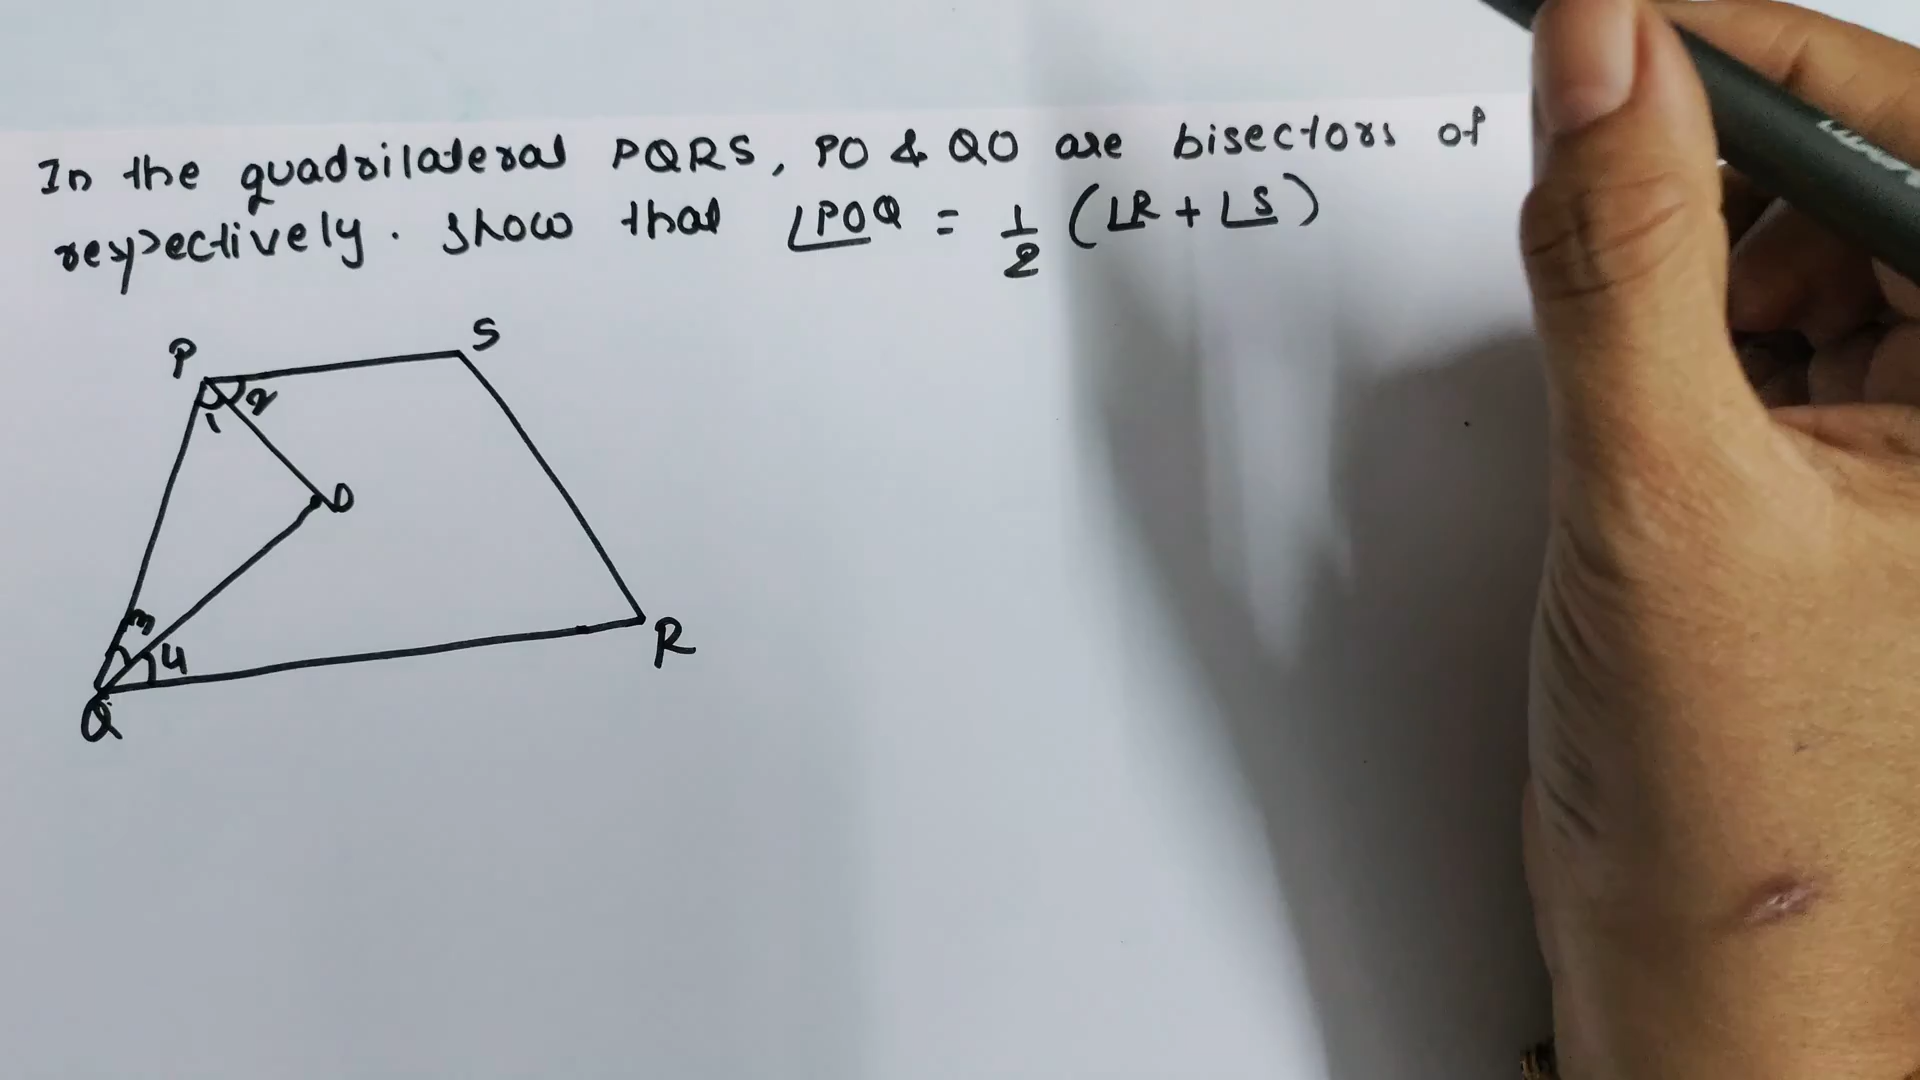 In the quadrilateral PQRS, PO & QO are bisectors of
respectively. show that ∠POQ = 1/2 (∠R + ∠S)
P
S
2
1
O
3
4
R
Q